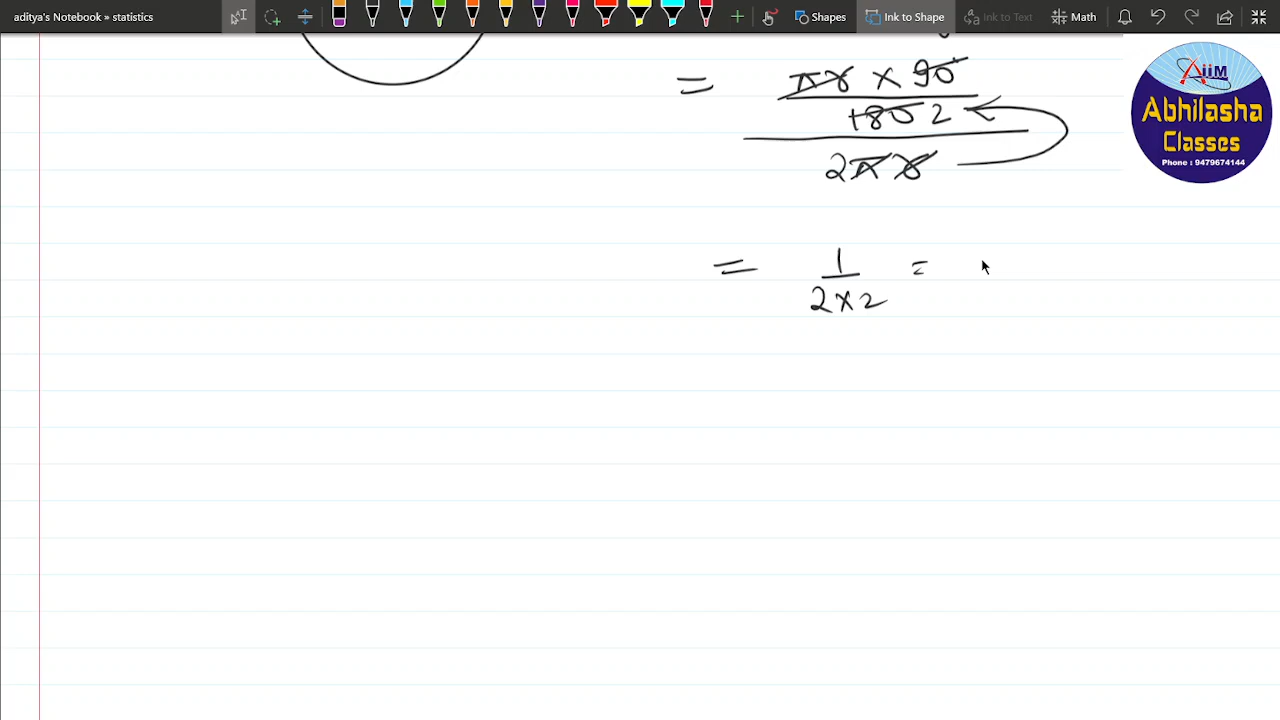 aditya's Notebook » statistics
Shapes
Ink to Shape
Ink to Text
Math
AIIM
Abhilasha
Classes
Phone : 9479674144
= πr × 90°
180 2
2πr
= 1 =
2×2